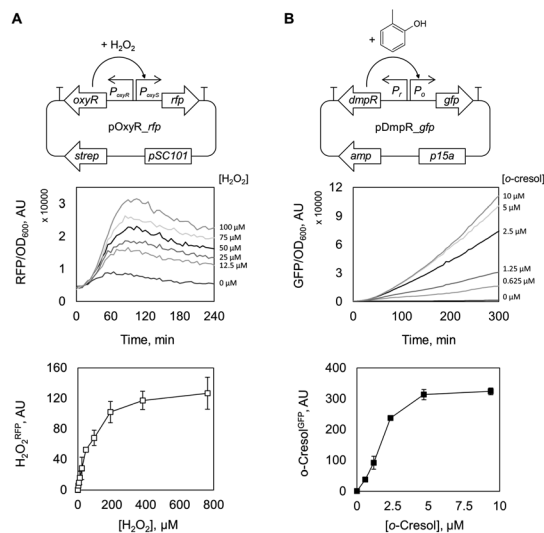 A
+ H₂O₂
oxyR
PoxyR
PoxyS
rfp
pOxyR_rfp
strep
pSC101
[H₂O₂]
RFP/OD₆₀₀, AU
x 10000
4
3
2
1
0
100 µM
75 µM
50 µM
25 µM
12.5 µM
0 µM
0 60 120 180 240
Time, min
H₂O₂ᴿᶠᴾ, AU
160
120
80
40
0
0 200 400 600 800
[H₂O₂], µM
B
OH
+
dmpR
Pr
Po
gfp
pDmpR_gfp
amp
p15a
[o-cresol]
GFP/OD₆₀₀, AU
x 10000
12
9
6
3
0
10 µM
5 µM
2.5 µM
1.25 µM
0.625 µM
0 µM
0 100 200 300
Time, min
o-Cresolᴳᶠᴾ, AU
400
300
200
100
0
0 2.5 5 7.5 10
[o-Cresol], µM